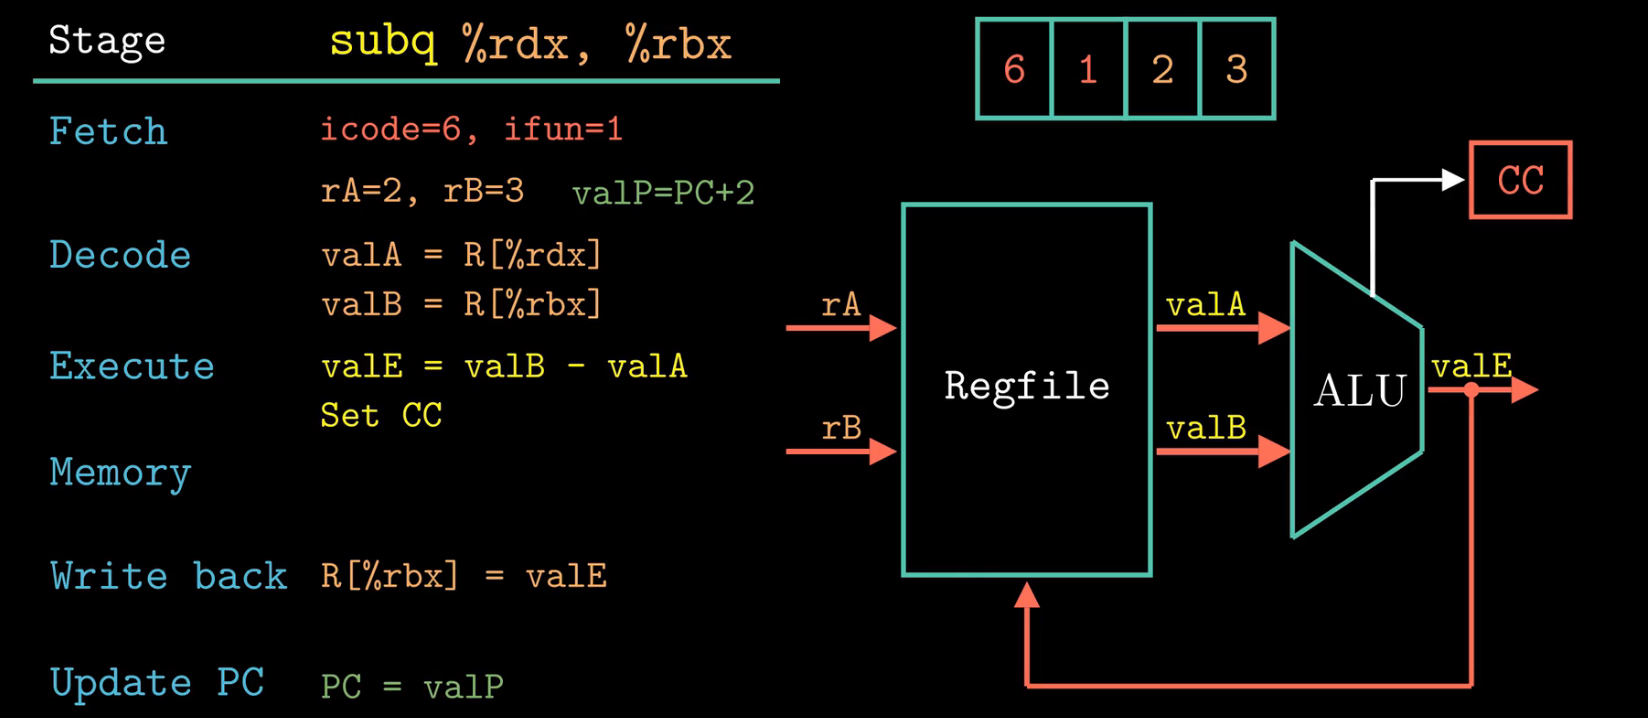 Stage subq %rdx, %rbx
6 1 2 3
Fetch icode=6, ifun=1
rA=2, rB=3 valP=PC+2
CC
Decode valA = R[%rdx]
valB = R[%rbx]
rA valA
Execute valE = valB - valA
valE
Regfile ALU
Set CC
rB valB
Memory
Write back R[%rbx] = valE
Update PC PC = valP